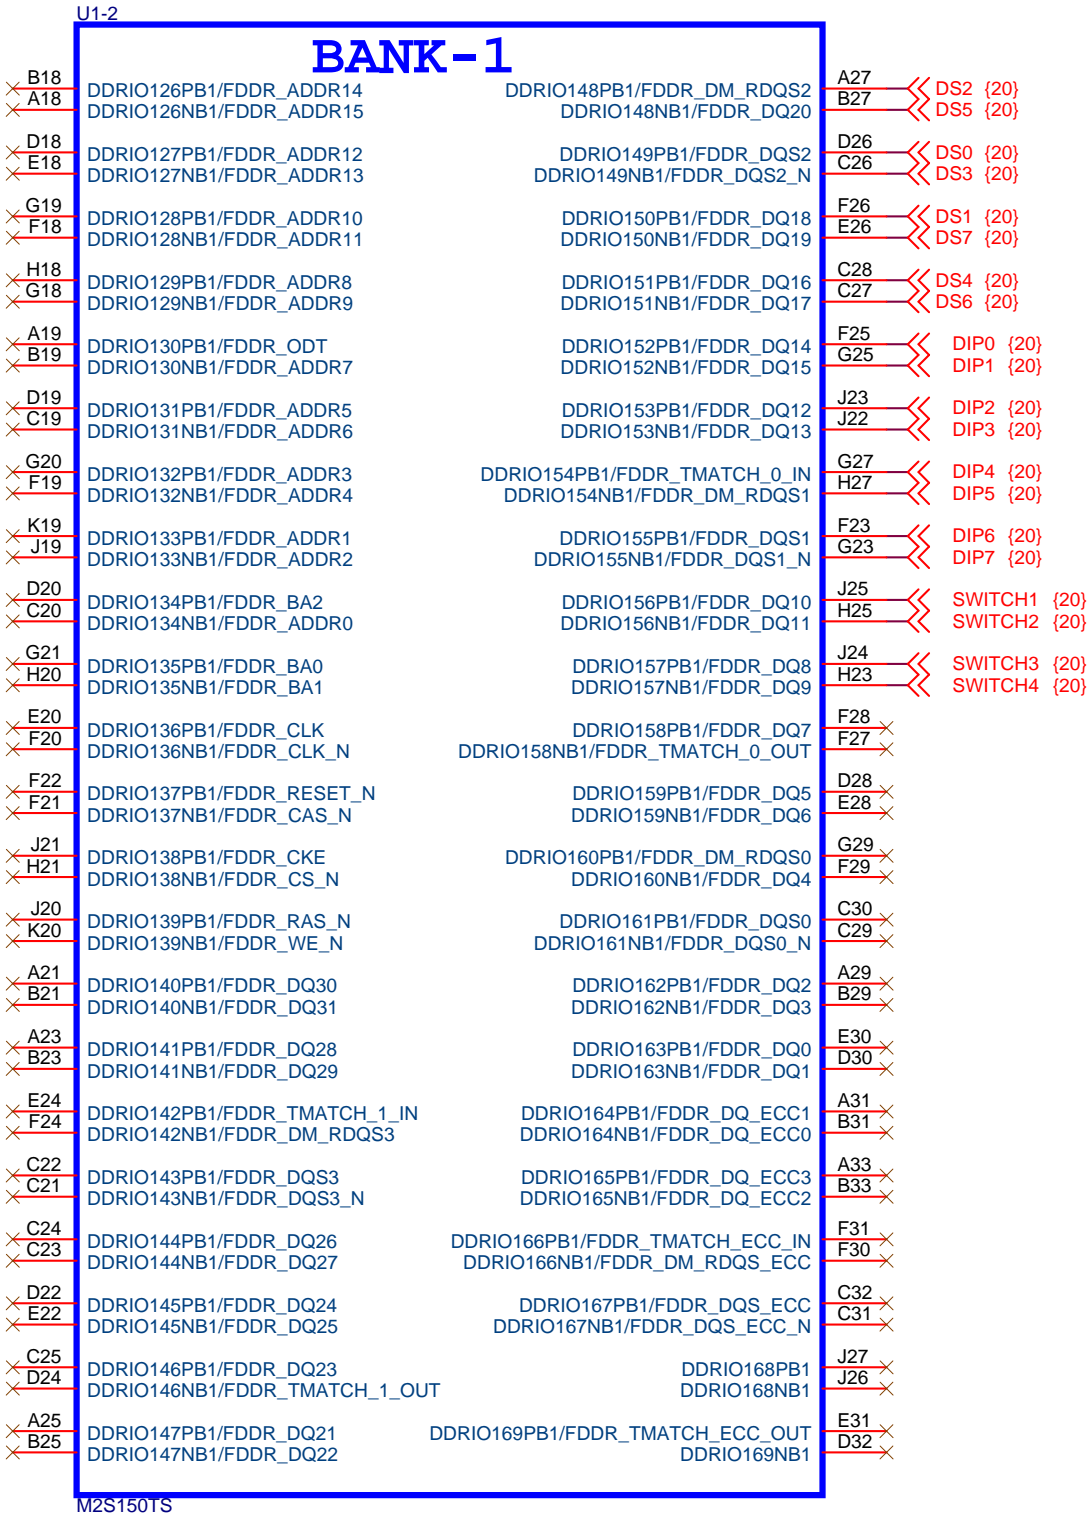 U1-2
BANK-1
B18 DDRIO126PB1/FDDR_ADDR14 DDRIO148PB1/FDDR_DM_RDQS2 A27 DS2 {20}
A18 DDRIO126NB1/FDDR_ADDR15 DDRIO148NB1/FDDR_DQ20 B27 DS5 {20}
D18 DDRIO127PB1/FDDR_ADDR12 DDRIO149PB1/FDDR_DQS2 D26 DS0 {20}
E18 DDRIO127NB1/FDDR_ADDR13 DDRIO149NB1/FDDR_DQS2_N C26 DS3 {20}
G19 DDRIO128PB1/FDDR_ADDR10 DDRIO150PB1/FDDR_DQ18 F26 DS1 {20}
F18 DDRIO128NB1/FDDR_ADDR11 DDRIO150NB1/FDDR_DQ19 E26 DS7 {20}
H18 DDRIO129PB1/FDDR_ADDR8 DDRIO151PB1/FDDR_DQ16 C28 DS4 {20}
G18 DDRIO129NB1/FDDR_ADDR9 DDRIO151NB1/FDDR_DQ17 C27 DS6 {20}
A19 DDRIO130PB1/FDDR_ODT DDRIO152PB1/FDDR_DQ14 F25 DIP0 {20}
B19 DDRIO130NB1/FDDR_ADDR7 DDRIO152NB1/FDDR_DQ15 G25 DIP1 {20}
D19 DDRIO131PB1/FDDR_ADDR5 DDRIO153PB1/FDDR_DQ12 J23 DIP2 {20}
C19 DDRIO131NB1/FDDR_ADDR6 DDRIO153NB1/FDDR_DQ13 J22 DIP3 {20}
G20 DDRIO132PB1/FDDR_ADDR3 DDRIO154PB1/FDDR_TMATCH_0_IN G27 DIP4 {20}
F19 DDRIO132NB1/FDDR_ADDR4 DDRIO154NB1/FDDR_DM_RDQS1 H27 DIP5 {20}
K19 DDRIO133PB1/FDDR_ADDR1 DDRIO155PB1/FDDR_DQS1 F23 DIP6 {20}
J19 DDRIO133NB1/FDDR_ADDR2 DDRIO155NB1/FDDR_DQS1_N G23 DIP7 {20}
D20 DDRIO134PB1/FDDR_BA2 DDRIO156PB1/FDDR_DQ10 J25 SWITCH1 {20}
C20 DDRIO134NB1/FDDR_ADDR0 DDRIO156NB1/FDDR_DQ11 H25 SWITCH2 {20}
G21 DDRIO135PB1/FDDR_BA0 DDRIO157PB1/FDDR_DQ8 J24 SWITCH3 {20}
H20 DDRIO135NB1/FDDR_BA1 DDRIO157NB1/FDDR_DQ9 H23 SWITCH4 {20}
E20 DDRIO136PB1/FDDR_CLK DDRIO158PB1/FDDR_DQ7 F28
F20 DDRIO136NB1/FDDR_CLK_N DDRIO158NB1/FDDR_TMATCH_0_OUT F27
F22 DDRIO137PB1/FDDR_RESET_N DDRIO159PB1/FDDR_DQ5 D28
F21 DDRIO137NB1/FDDR_CAS_N DDRIO159NB1/FDDR_DQ6 E28
J21 DDRIO138PB1/FDDR_CKE DDRIO160PB1/FDDR_DM_RDQS0 G29
H21 DDRIO138NB1/FDDR_CS_N DDRIO160NB1/FDDR_DQ4 F29
J20 DDRIO139PB1/FDDR_RAS_N DDRIO161PB1/FDDR_DQS0 C30
K20 DDRIO139NB1/FDDR_WE_N DDRIO161NB1/FDDR_DQS0_N C29
A21 DDRIO140PB1/FDDR_DQ30 DDRIO162PB1/FDDR_DQ2 A29
B21 DDRIO140NB1/FDDR_DQ31 DDRIO162NB1/FDDR_DQ3 B29
A23 DDRIO141PB1/FDDR_DQ28 DDRIO163PB1/FDDR_DQ0 E30
B23 DDRIO141NB1/FDDR_DQ29 DDRIO163NB1/FDDR_DQ1 D30
E24 DDRIO142PB1/FDDR_TMATCH_1_IN DDRIO164PB1/FDDR_DQ_ECC1 A31
F24 DDRIO142NB1/FDDR_DM_RDQS3 DDRIO164NB1/FDDR_DQ_ECC0 B31
C22 DDRIO143PB1/FDDR_DQS3 DDRIO165PB1/FDDR_DQ_ECC3 A33
C21 DDRIO143NB1/FDDR_DQS3_N DDRIO165NB1/FDDR_DQ_ECC2 B33
C24 DDRIO144PB1/FDDR_DQ26 DDRIO166PB1/FDDR_TMATCH_ECC_IN F31
C23 DDRIO144NB1/FDDR_DQ27 DDRIO166NB1/FDDR_DM_RDQS_ECC F30
D22 DDRIO145PB1/FDDR_DQ24 DDRIO167PB1/FDDR_DQS_ECC C32
E22 DDRIO145NB1/FDDR_DQ25 DDRIO167NB1/FDDR_DQS_ECC_N C31
C25 DDRIO146PB1/FDDR_DQ23 DDRIO168PB1 J27
D24 DDRIO146NB1/FDDR_TMATCH_1_OUT DDRIO168NB1 J26
A25 DDRIO147PB1/FDDR_DQ21 DDRIO169PB1/FDDR_TMATCH_ECC_OUT E31
B25 DDRIO147NB1/FDDR_DQ22 DDRIO169NB1 D32
M2S150TS